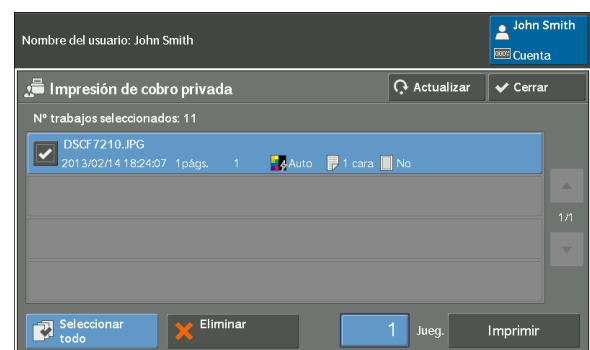 Nombre del usuario: John Smith
John Smith
Cuenta
Impresión de cobro privada
Actualizar
Cerrar
Nº trabajos seleccionados: 11
DSCF7210.JPG
2013/02/14 18:24:07 1págs. 1 Auto 1 cara No
1/1
Seleccionar
todo
Eliminar
1 Jueg.
Imprimir